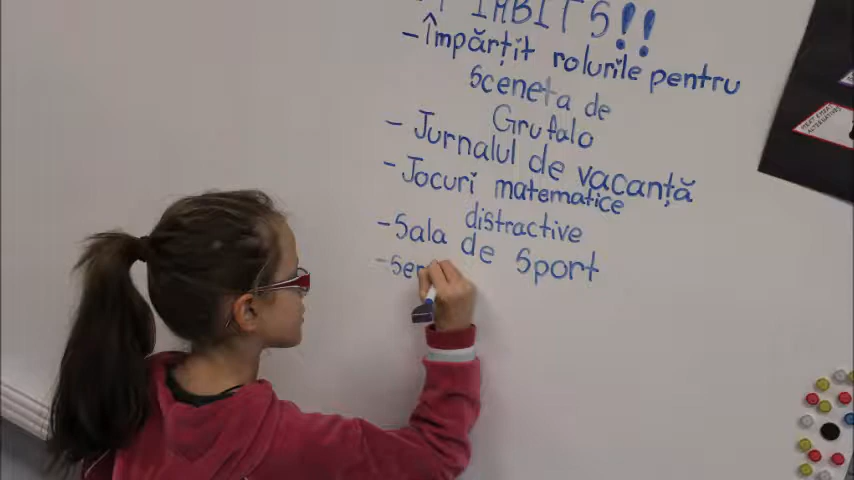 - Împărțit rolurile pentru
Sceneta de
Grufalo
- Jurnalul de vacanță
- Jocuri matematice
distractive
- Sala de Sport